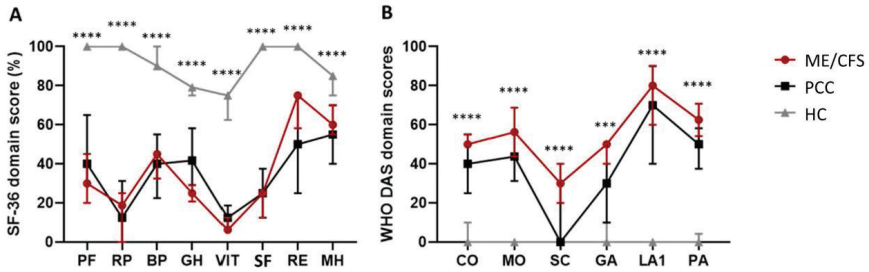 A
SF-36 domain score (%)
100
80
60
40
20
0
**** **** **** **** **** **** **** ****
PF RP BP GH VIT SF RE MH
B
WHO DAS domain scores
100
80
60
40
20
0
**** **** **** *** **** ****
CO MO SC GA LA1 PA
ME/CFS
PCC
HC